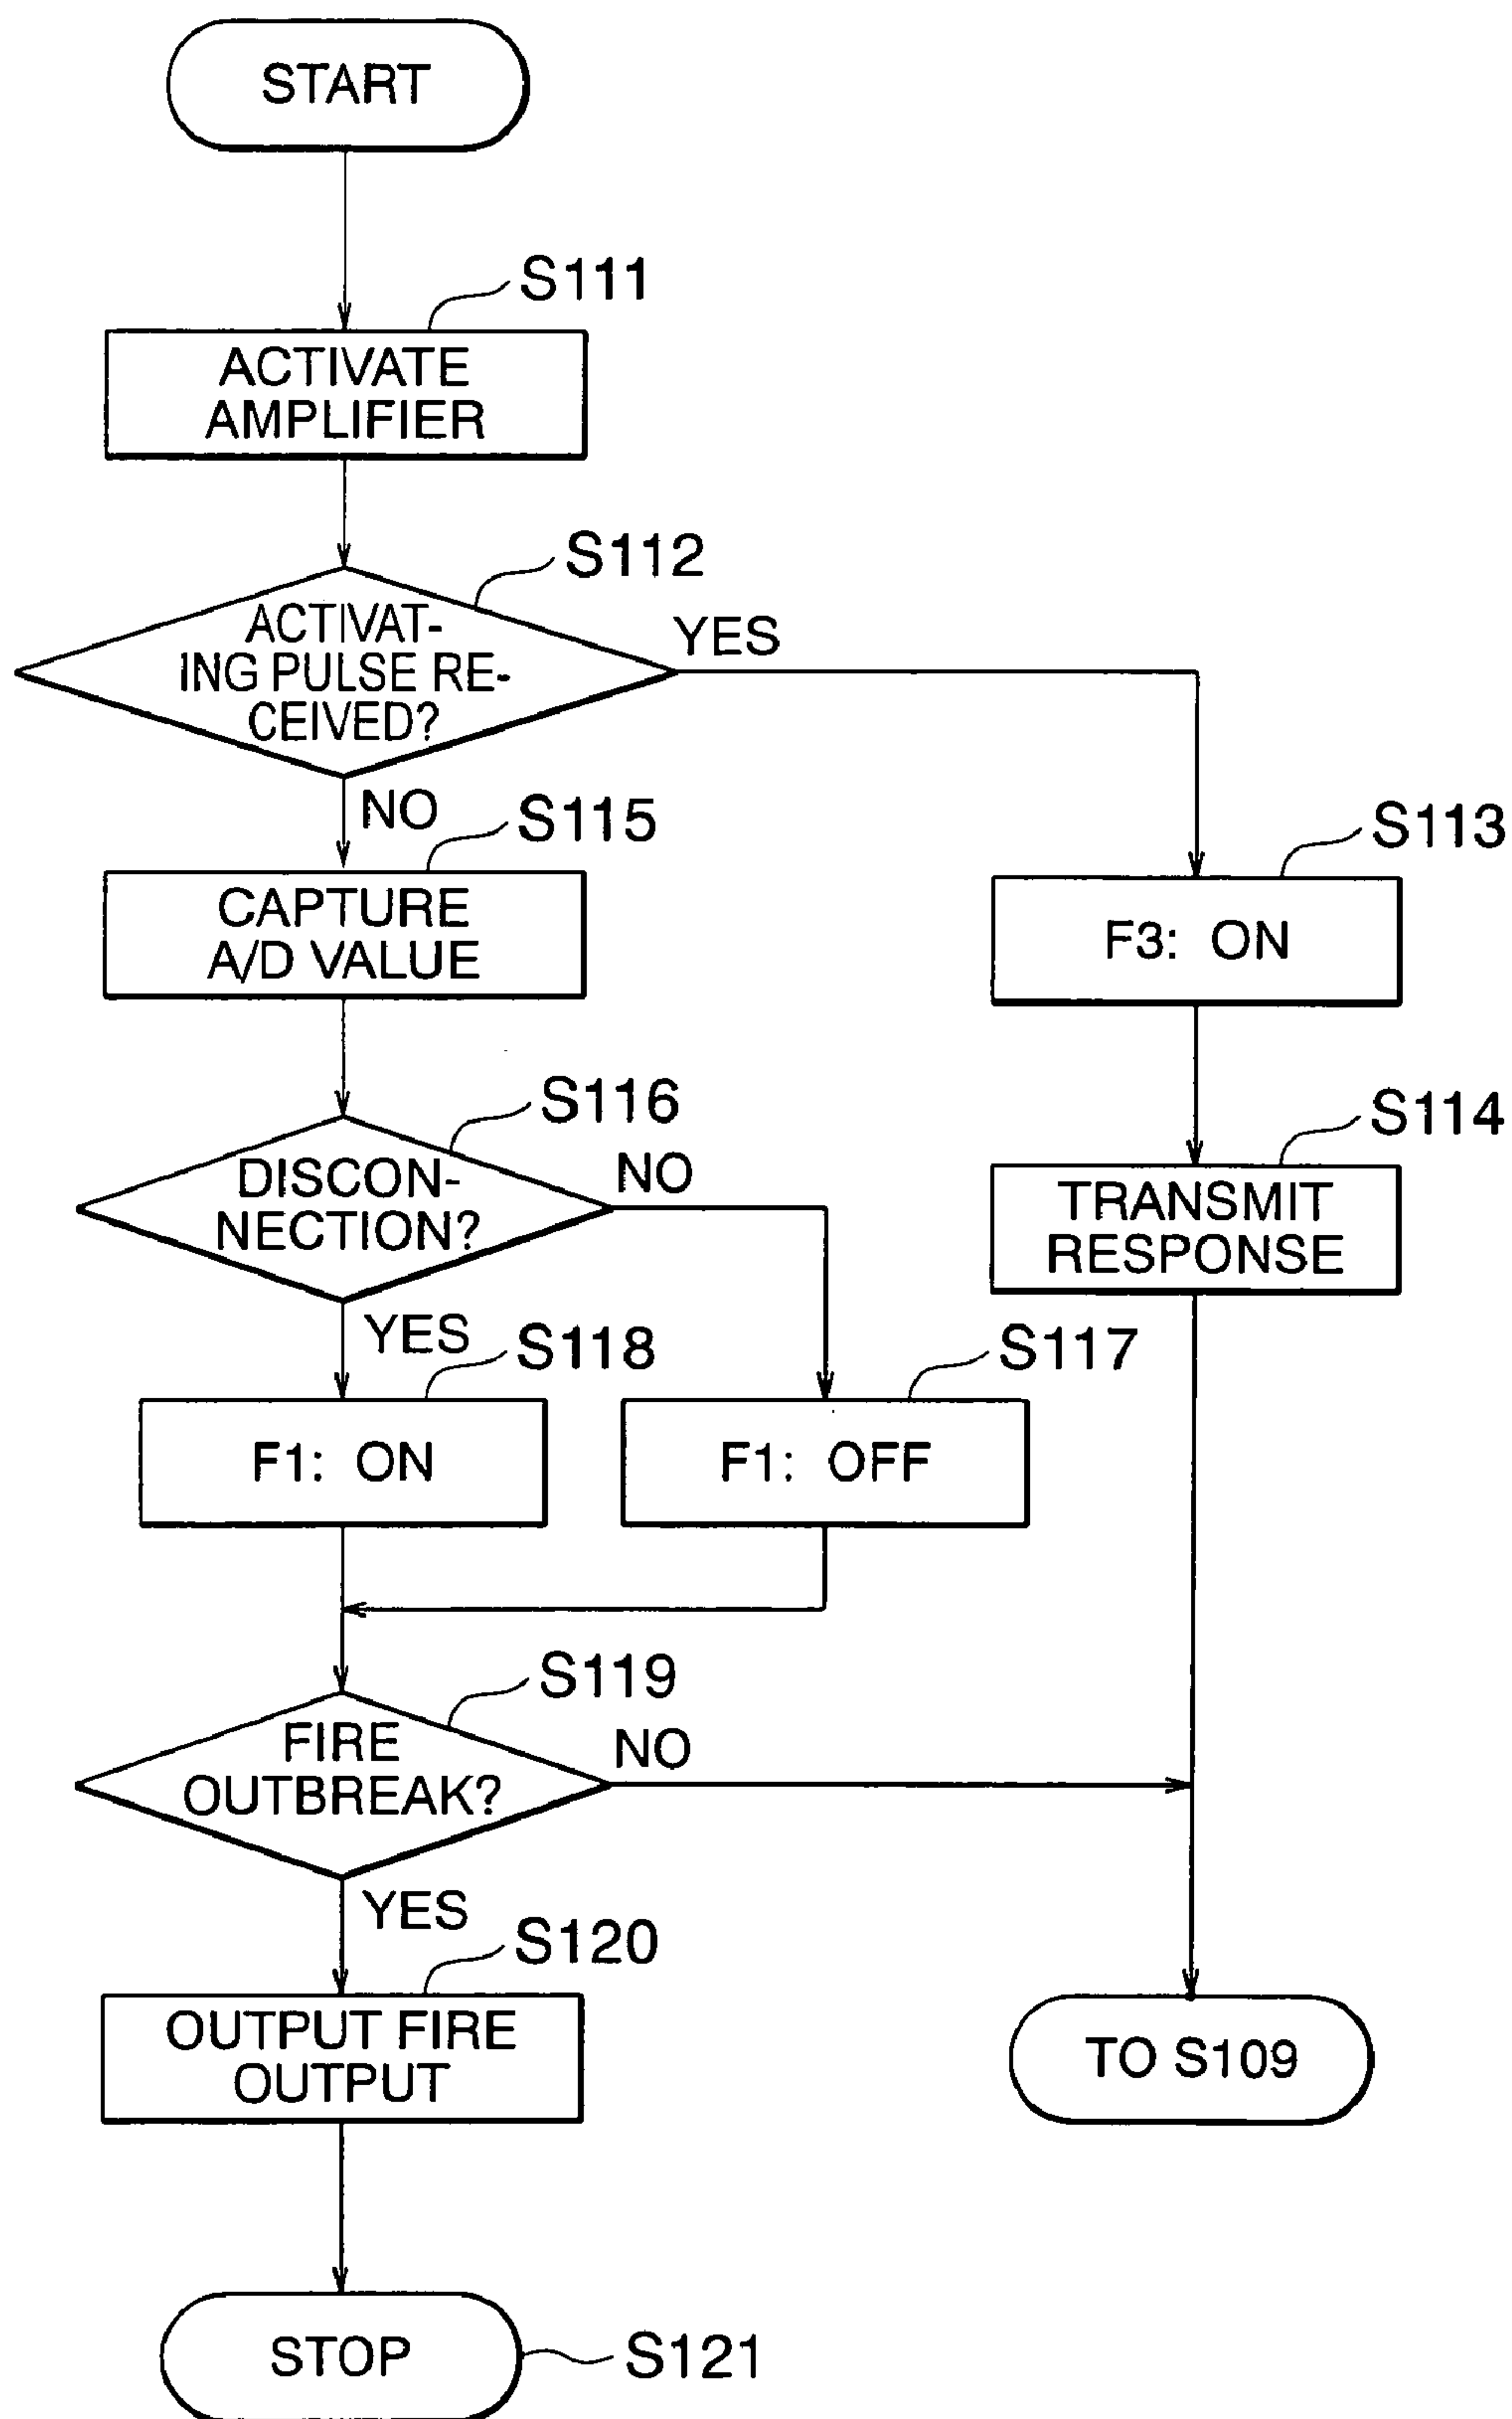 START
S111
ACTIVATE
AMPLIFIER
S112
ACTIVAT-
ING PULSE RE-
CEIVED?
YES
NO
S115
CAPTURE
A/D VALUE
S113
F3: ON
S116
DISCON-
NECTION?
NO
YES
S114
TRANSMIT
RESPONSE
S118
F1: ON
S117
F1: OFF
S119
FIRE
OUTBREAK?
NO
YES
S120
OUTPUT FIRE
OUTPUT
TO S109
STOP
S121